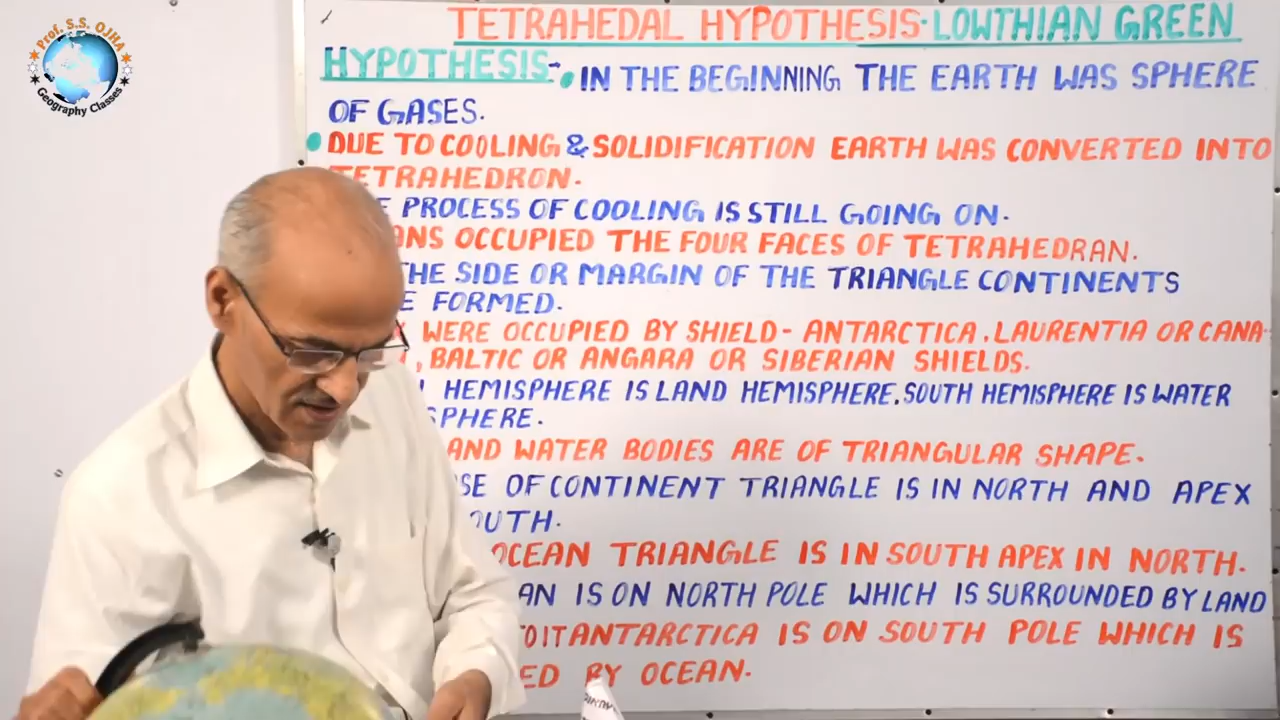 Prof. S.S. OJHA
Geography Classes
TETRAHEDAL HYPOTHESIS·LOWTHIAN GREEN
HYPOTHESIS- • IN THE BEGINNING THE EARTH WAS SPHERE
OF GASES.
• DUE TO COOLING & SOLIDIFICATION EARTH WAS CONVERTED INTO
TETRAHEDRON.
PROCESS OF COOLING IS STILL GOING ON.
OCCUPIED THE FOUR FACES OF TETRAHEDRAN.
THE SIDE OR MARGIN OF THE TRIANGLE CONTINENTS
FORMED.
WERE OCCUPIED BY SHIELD- ANTARCTICA, LAURENTIA OR CANA-
, BALTIC OR ANGARA OR SIBERIAN SHIELDS.
HEMISPHERE IS LAND HEMISPHERE, SOUTH HEMISPHERE IS WATER
SPHERE.
AND WATER BODIES ARE OF TRIANGULAR SHAPE.
OF CONTINENT TRIANGLE IS IN NORTH AND APEX
OUTH.
OCEAN TRIANGLE IS IN SOUTH APEX IN NORTH.
AN IS ON NORTH POLE WHICH IS SURROUNDED BY LAND
TO IT ANTARCTICA IS ON SOUTH POLE WHICH IS
ED BY OCEAN.